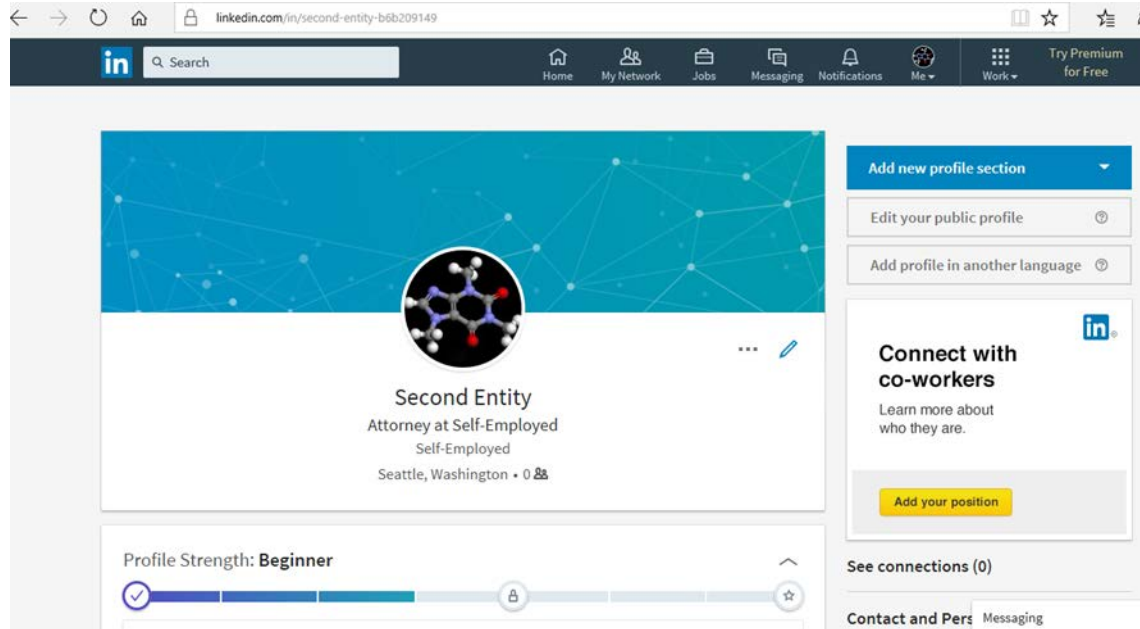 linkedin.com/in/second-entity-b6b209149
in
Search
Home
My Network
Jobs
Messaging
Notifications
Me
Work
Try Premium
for Free
Add new profile section
Edit your public profile
Add profile in another language
in
Connect with
co-workers
Learn more about
who they are.
Add your position
Second Entity
Attorney at Self-Employed
Self-Employed
Seattle, Washington • 0
Profile Strength: Beginner
See connections (0)
Contact and Pers
Messaging